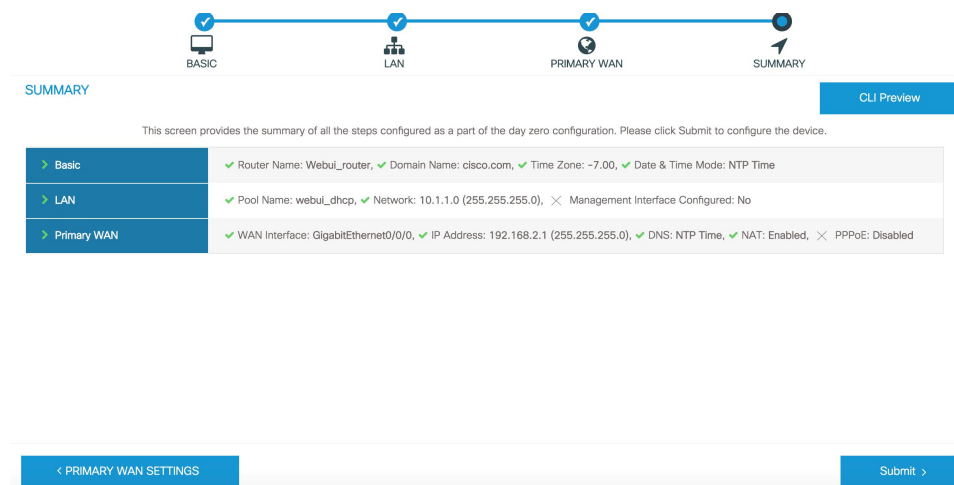 BASIC
LAN
PRIMARY WAN
SUMMARY
SUMMARY
CLI Preview
This screen provides the summary of all the steps configured as a part of the day zero configuration. Please click Submit to configure the device.
> Basic
✔ Router Name: Webui_router, ✔ Domain Name: cisco.com, ✔ Time Zone: -7.00, ✔ Date & Time Mode: NTP Time
> LAN
✔ Pool Name: webui_dhcp, ✔ Network: 10.1.1.0 (255.255.255.0), ✕ Management Interface Configured: No
> Primary WAN
✔ WAN Interface: GigabitEthernet0/0/0, ✔ IP Address: 192.168.2.1 (255.255.255.0), ✔ DNS: NTP Time, ✔ NAT: Enabled, ✕ PPPoE: Disabled
< PRIMARY WAN SETTINGS
Submit >